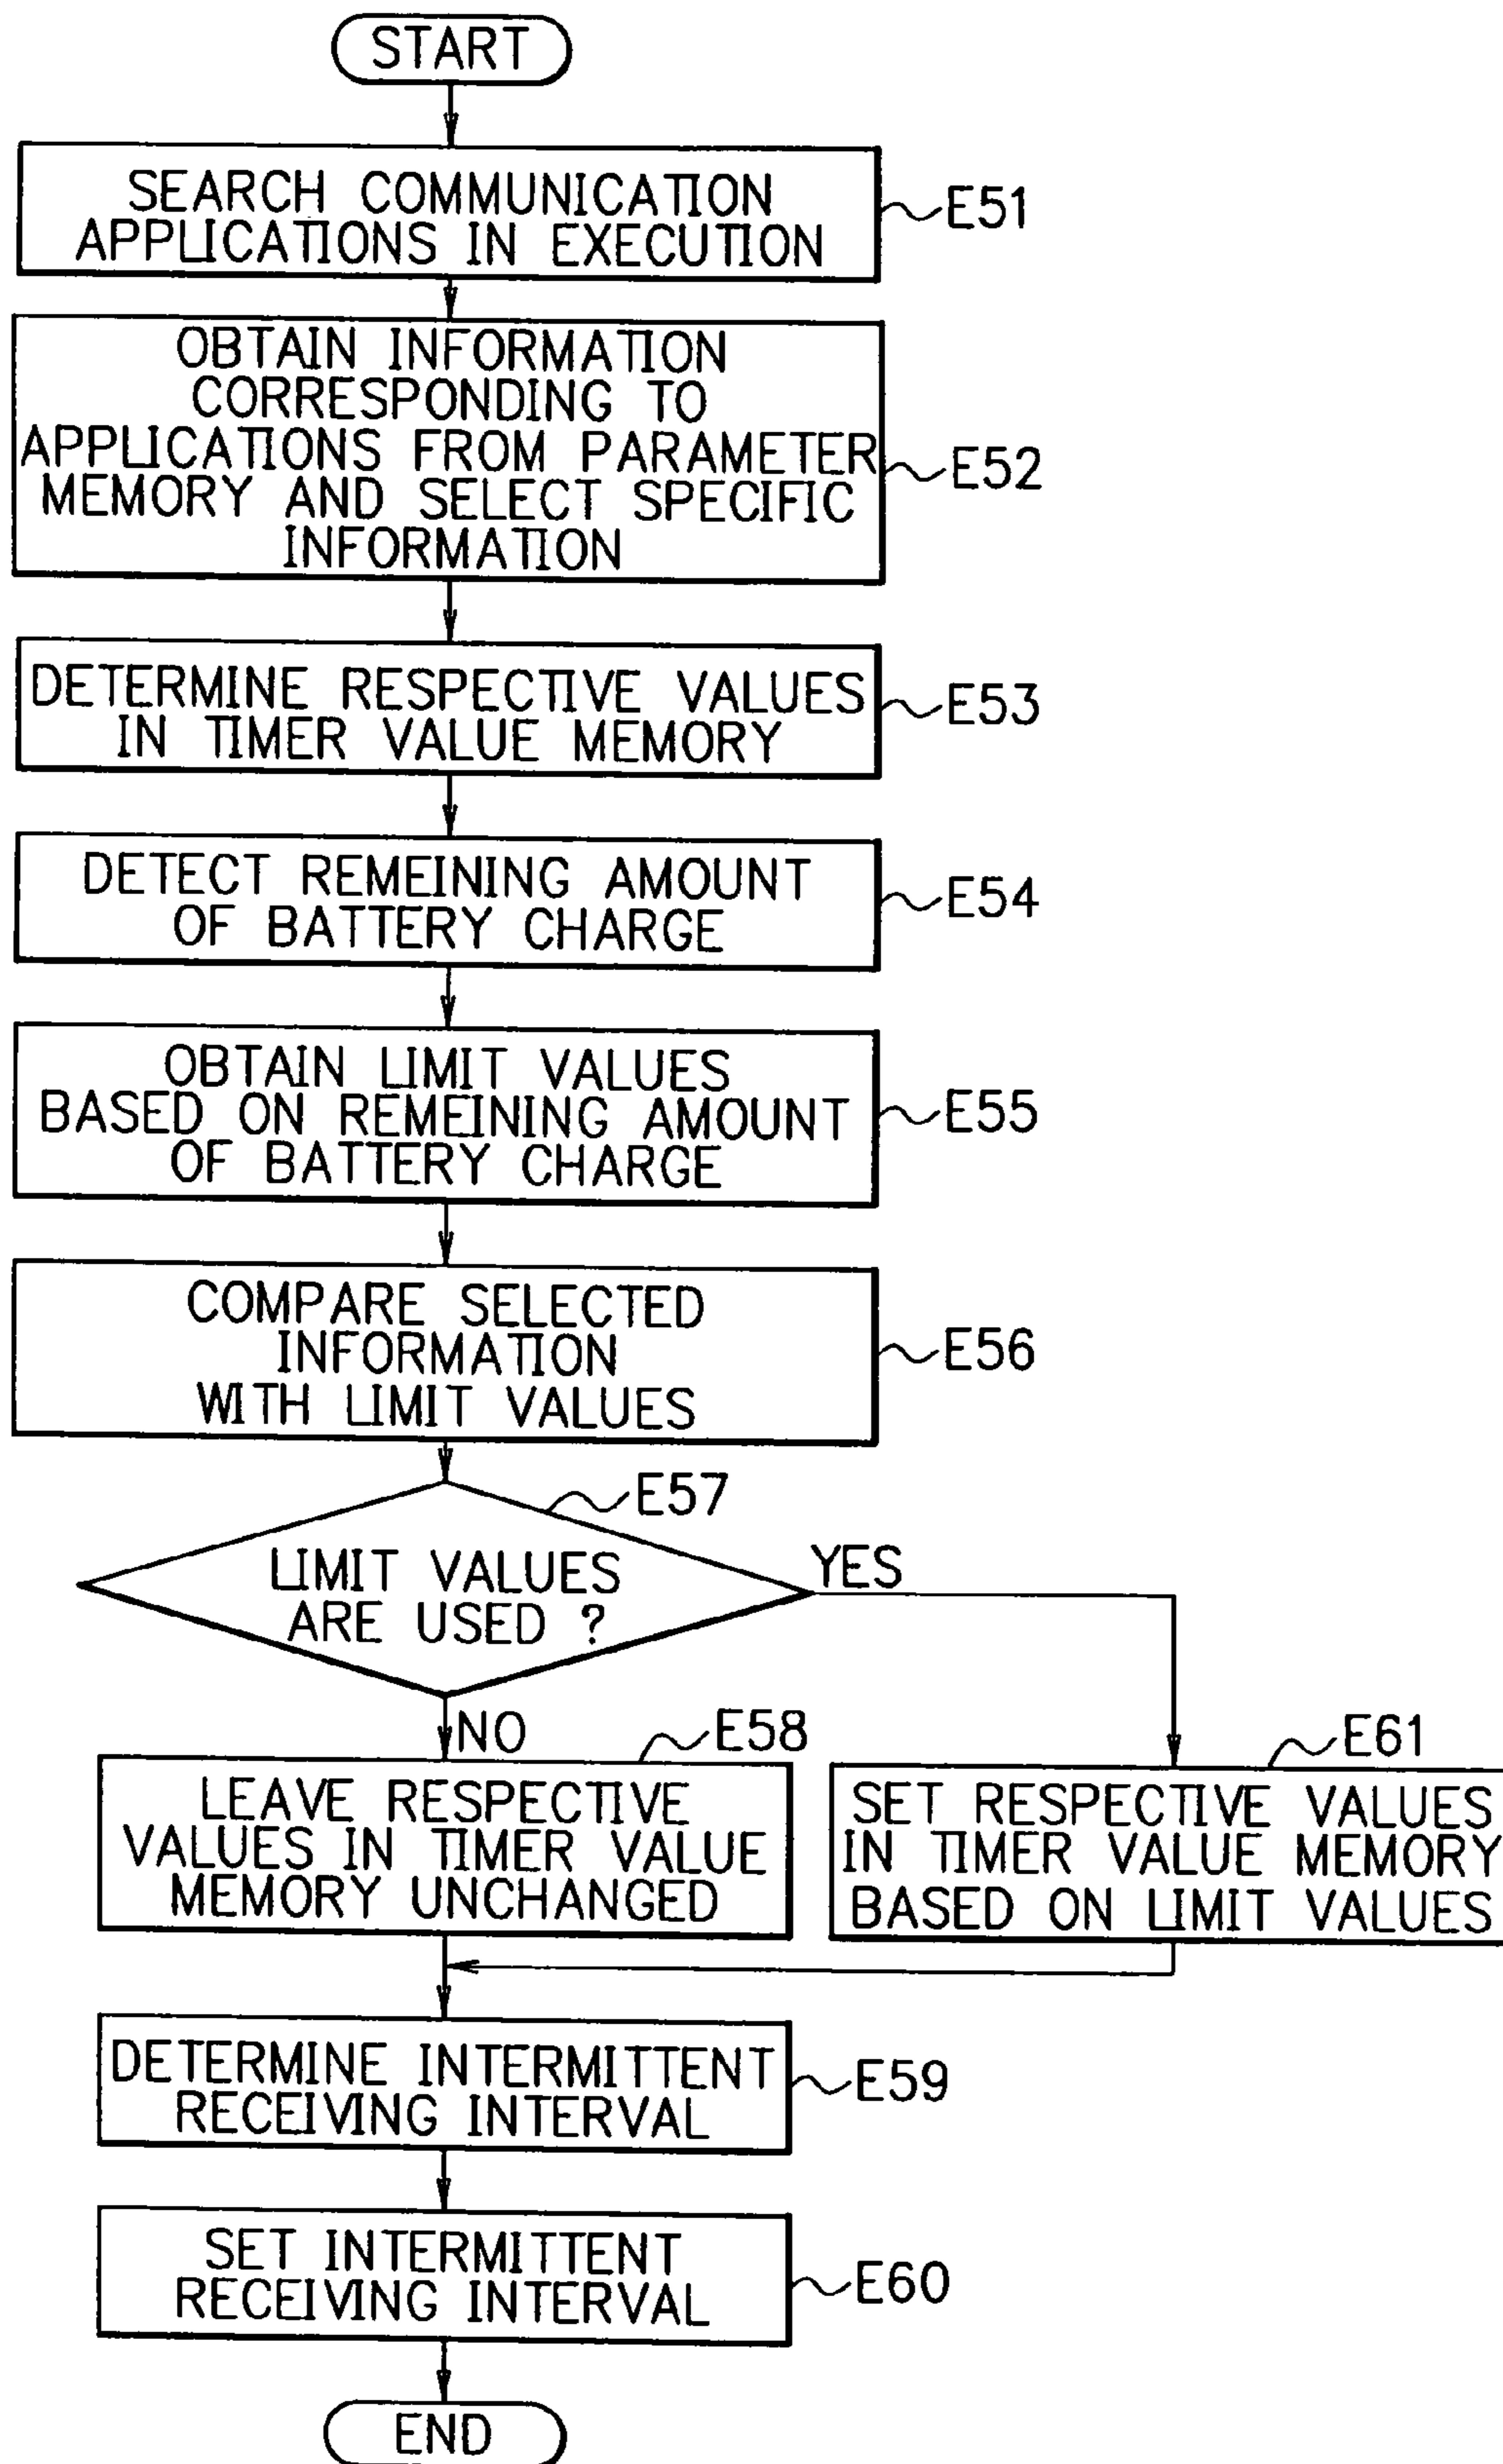 START
SEARCH COMMUNICATION
APPLICATIONS IN EXECUTION
E51
OBTAIN INFORMATION
CORRESPONDING TO
APPLICATIONS FROM PARAMETER
MEMORY AND SELECT SPECIFIC
INFORMATION
E52
DETERMINE RESPECTIVE VALUES
IN TIMER VALUE MEMORY
E53
DETECT REMEINING AMOUNT
OF BATTERY CHARGE
E54
OBTAIN LIMIT VALUES
BASED ON REMEINING AMOUNT
OF BATTERY CHARGE
E55
COMPARE SELECTED
INFORMATION
WITH LIMIT VALUES
E56
E57
LIMIT VALUES
ARE USED ?
YES
NO
E58
LEAVE RESPECTIVE
VALUES IN TIMER VALUE
MEMORY UNCHANGED
E61
SET RESPECTIVE VALUES
IN TIMER VALUE MEMORY
BASED ON LIMIT VALUES
DETERMINE INTERMITTENT
RECEIVING INTERVAL
E59
SET INTERMITTENT
RECEIVING INTERVAL
E60
END